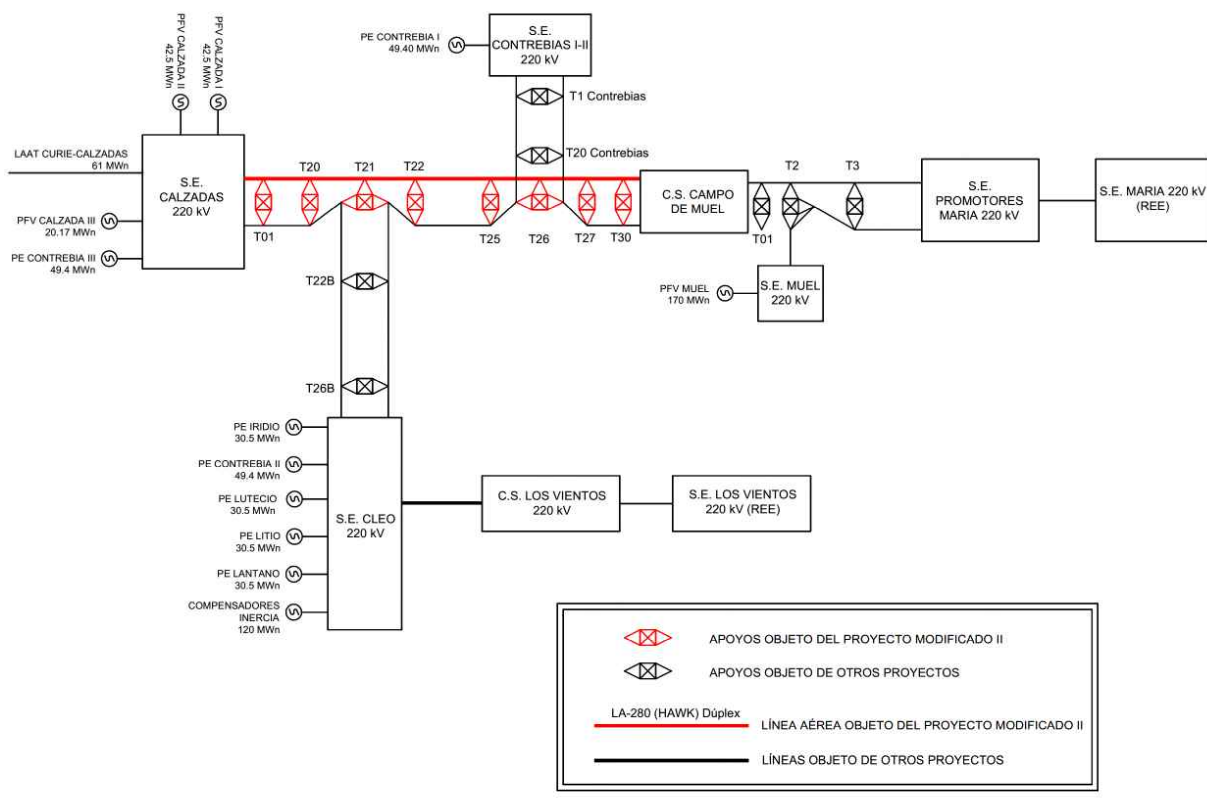 PFV CALZADA II
42.5 MWn
PFV CALZADA I
42.5 MWn
PE CONTREBIA I
49.40 MWn
S.E.
CONTREBIAS I-II
220 kV
T1 Contrebias
T20 Contrebias
LAAT CURIE-CALZADAS
61 MWn
S.E.
CALZADAS
220 kV
PFV CALZADA III
20.17 MWn
PE CONTREBIA III
49.4 MWn
T01
T20
T21
T22
T25
T26
T27
T30
C.S. CAMPO
DE MUEL
T01
T2
T3
S.E.
PROMOTORES
MARIA 220 kV
S.E. MARIA 220 kV
(REE)
PFV MUEL
170 MWn
S.E. MUEL
220 kV
T22B
T26B
PE IRIDIO
30.5 MWn
PE CONTREBIA II
49.4 MWn
PE LUTECIO
30.5 MWn
PE LITIO
30.5 MWn
PE LANTANO
30.5 MWn
COMPENSADORES
INERCIA
120 MWn
S.E. CLEO
220 kV
C.S. LOS VIENTOS
220 kV
S.E. LOS VIENTOS
220 kV (REE)
APOYOS OBJETO DEL PROYECTO MODIFICADO II
APOYOS OBJETO DE OTROS PROYECTOS
LA-280 (HAWK) Dúplex
LÍNEA AÉREA OBJETO DEL PROYECTO MODIFICADO II
LÍNEAS OBJETO DE OTROS PROYECTOS